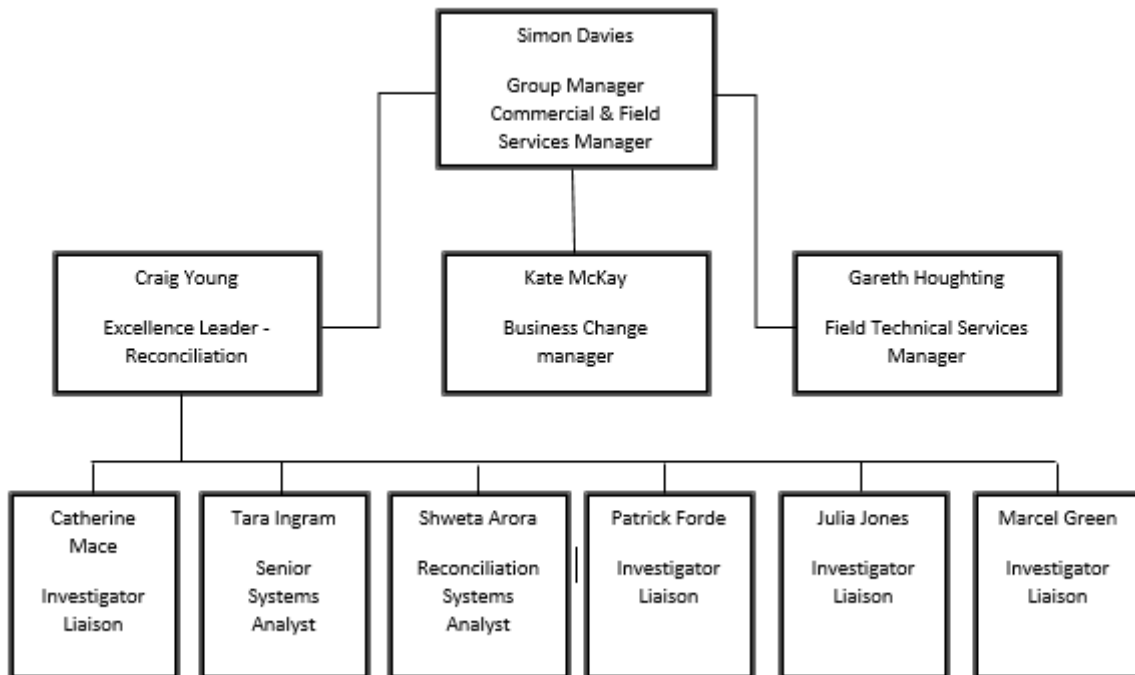 Simon Davies
Group Manager
Commercial & Field
Services Manager
Craig Young
Excellence Leader -
Reconciliation
Kate McKay
Business Change
manager
Gareth Houghting
Field Technical Services
Manager
Catherine
Mace
Investigator
Liaison
Tara Ingram
Senior
Systems
Analyst
Shweta Arora
Reconciliation
Systems
Analyst
Patrick Forde
Investigator
Liaison
Julia Jones
Investigator
Liaison
Marcel Green
Investigator
Liaison